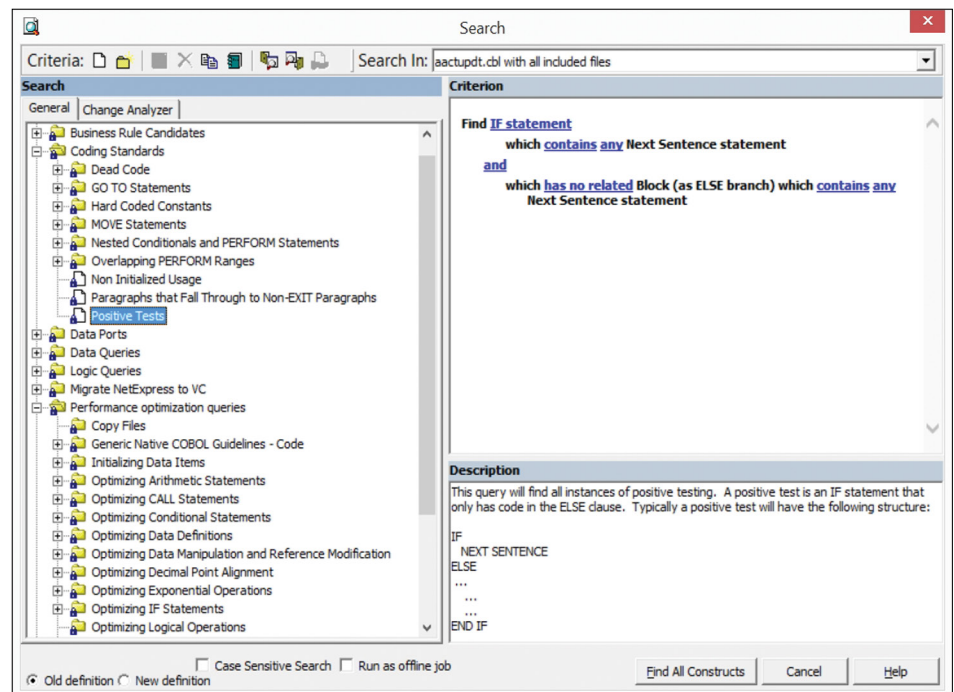 Search
Criteria:
Search In: aactupdt.cbl with all included files
Search
General
Change Analyzer
Business Rule Candidates
Coding Standards
Dead Code
GO TO Statements
Hard Coded Constants
MOVE Statements
Nested Conditionals and PERFORM Statements
Overlapping PERFORM Ranges
Non Initialized Usage
Paragraphs that Fall Through to Non-EXIT Paragraphs
Positive Tests
Data Ports
Data Queries
Logic Queries
Migrate NetExpress to VC
Performance optimization queries
Copy Files
Generic Native COBOL Guidelines - Code
Initializing Data Items
Optimizing Arithmetic Statements
Optimizing CALL Statements
Optimizing Conditional Statements
Optimizing Data Definitions
Optimizing Data Manipulation and Reference Modification
Optimizing Decimal Point Alignment
Optimizing Exponential Operations
Optimizing IF Statements
Optimizing Logical Operations
Criterion
Find IF statement
which contains any Next Sentence statement
and
which has no related Block (as ELSE branch) which contains any
Next Sentence statement
Description
This query will find all instances of positive testing. A positive test is an IF statement that
only has code in the ELSE clause. Typically a positive test will have the following structure:
IF
NEXT SENTENCE
ELSE
...
...
...
END IF
Case Sensitive Search
Run as offline job
Old definition
New definition
Find All Constructs
Cancel
Help